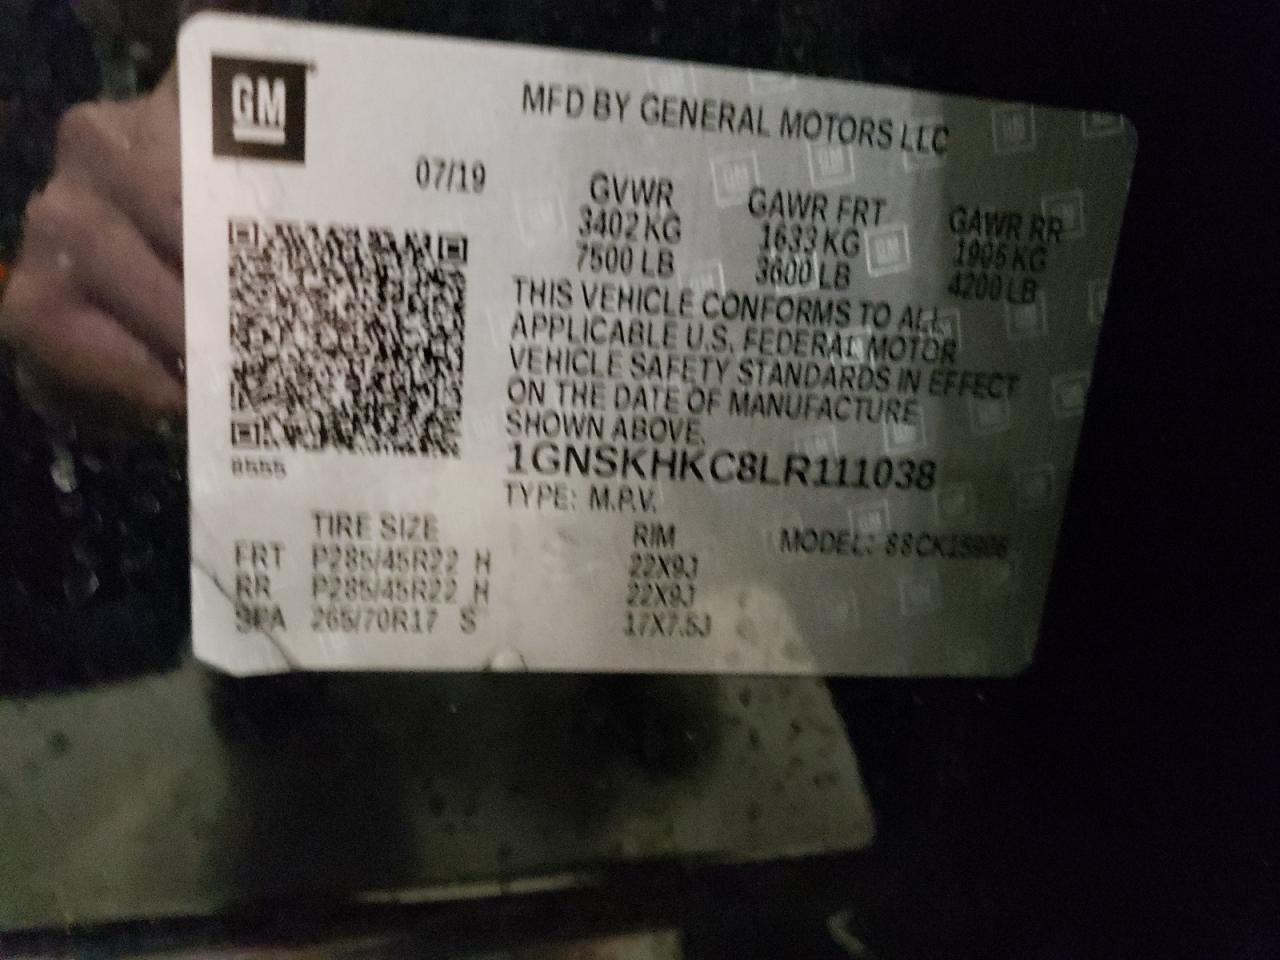 GM
MFD BY GENERAL MOTORS LLC
07/19
GVWR GAWR FRT GAWR RR
3402 KG 1633 KG 1905 KG
7500 LB 3600 LB 4200 LB
THIS VEHICLE CONFORMS TO ALL
APPLICABLE U.S. FEDERAL MOTOR
VEHICLE SAFETY STANDARDS IN EFFECT
ON THE DATE OF MANUFACTURE
SHOWN ABOVE.
1GNSKHKC8LR111038
TYPE: M.P.V.
TIRE SIZE RIM MODEL:
FRT P285/45R22 H 22X9J
RR P285/45R22 H 22X9J
SPA 265/70R17 S 17X7.5J